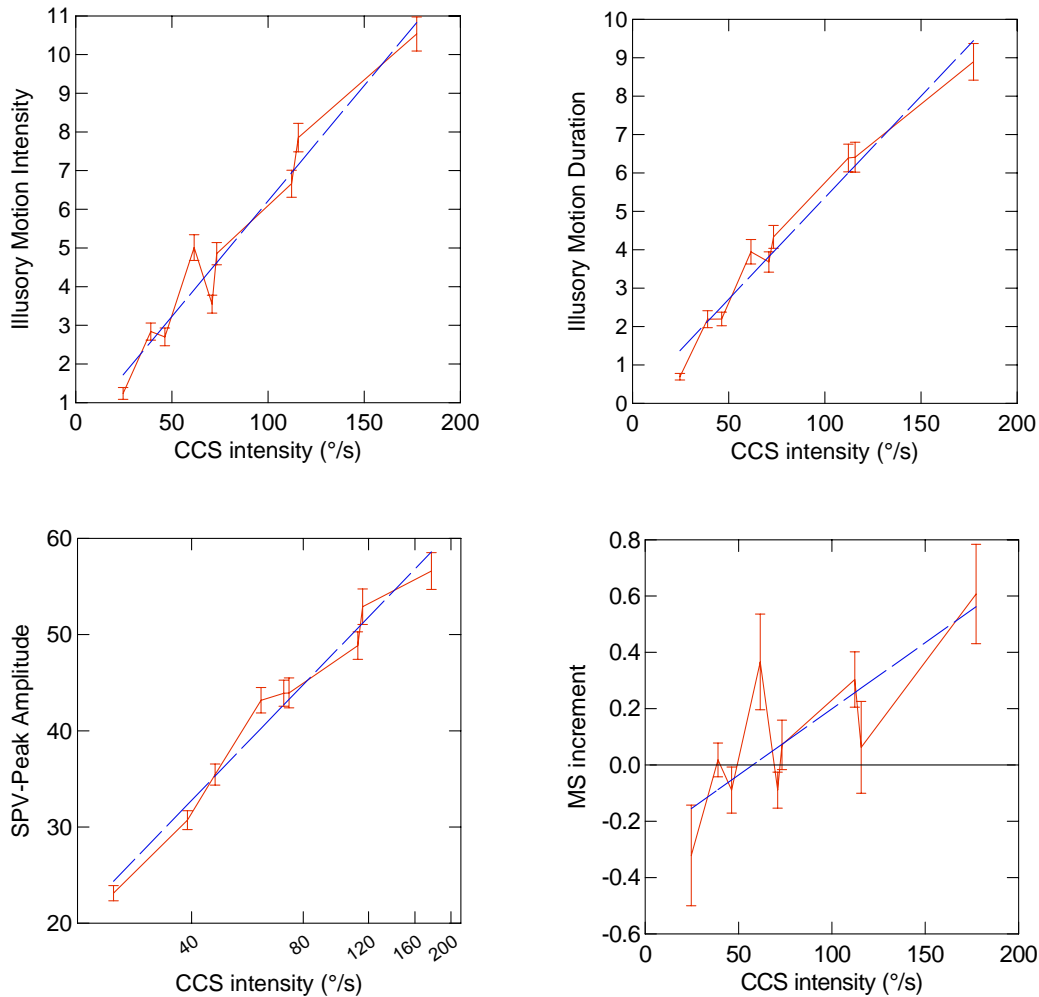 Illusory Motion Intensity
11
10
9
8
7
6
5
4
3
2
1
0 50 100 150 200
CCS intensity (°/s)
Illusory Motion Duration
10
9
8
7
6
5
4
3
2
1
0
0 50 100 150 200
CCS intensity (°/s)
SPV-Peak Amplitude
60
50
40
30
20
40 80 120 160 200
CCS intensity (°/s)
MS increment
0.8
0.6
0.4
0.2
0.0
-0.2
-0.4
-0.6
0 50 100 150 200
CCS intensity (°/s)